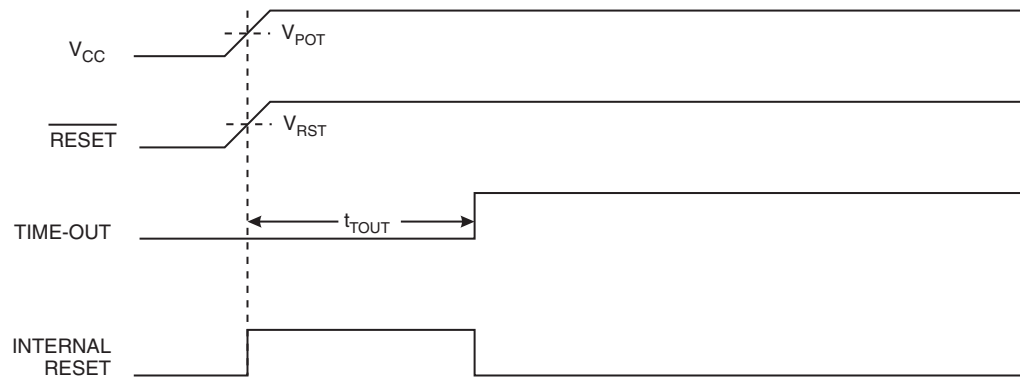 V_CC
V_POT
RESET
V_RST
TIME-OUT
t_TOUT
INTERNAL
RESET